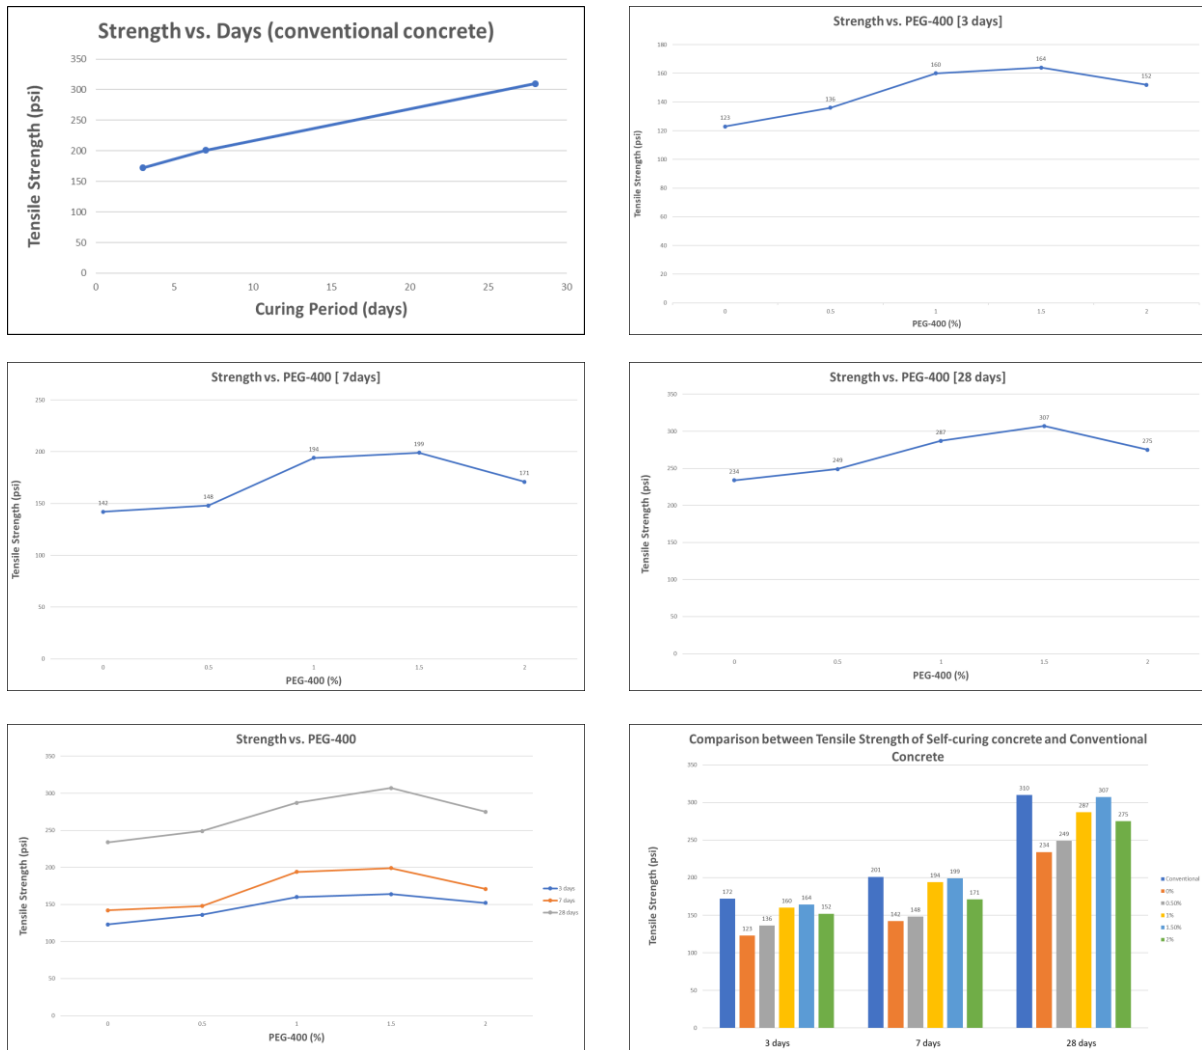 Strength vs. Days (conventional concrete)
Tensile Strength (psi)
350
300
250
200
150
100
50
0
0 5 10 15 20 25 30
Curing Period (days)
Strength vs. PEG-400 [3 days]
Tensile Strength (psi)
180
160
140
120
100
80
60
40
20
0
123 136 160 164 152
0 0.5 1 1.5 2
PEG-400 (%)
Strength vs. PEG-400 [ 7days]
Tensile Strength (psi)
250
200
150
100
50
0
142 148 194 199 171
0 0.5 1 1.5 2
PEG-400 (%)
Strength vs. PEG-400 [28 days]
Tensile Strength (psi)
350
300
250
200
150
100
50
0
234 249 287 307 275
0 0.5 1 1.5 2
PEG-400 (%)
Strength vs. PEG-400
Tensile Strength (psi)
350
300
250
200
150
100
50
0
0 0.5 1 1.5 2
PEG-400 (%)
3 days
7 days
28 days
Comparison between Tensile Strength of Self-curing concrete and Conventional
Concrete
Tensile Strength (psi)
350
300
250
200
150
100
50
0
172 123 136 160 164 152
201 142 148 194 199 171
310 234 249 287 307 275
3 days 7 days 28 days
Conventional
0%
0.50%
1%
1.50%
2%